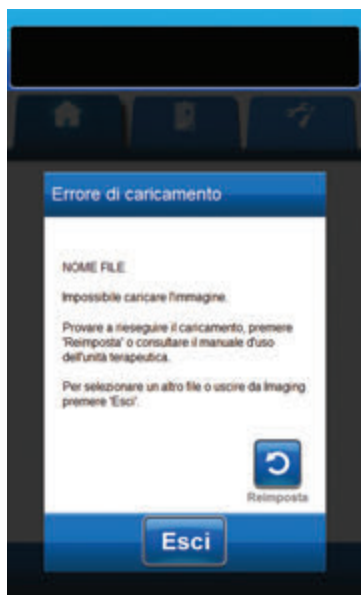 Errore di caricamento
NOME FILE
Impossibile caricare l'immagine.
Provare a rieseguire il caricamento, premere
'Reimposta' o consultare il manuale d'uso
dell'unità terapeutica.
Per selezionare un altro file o uscire da Imaging
premere 'Esci'.
Reimposta
Esci